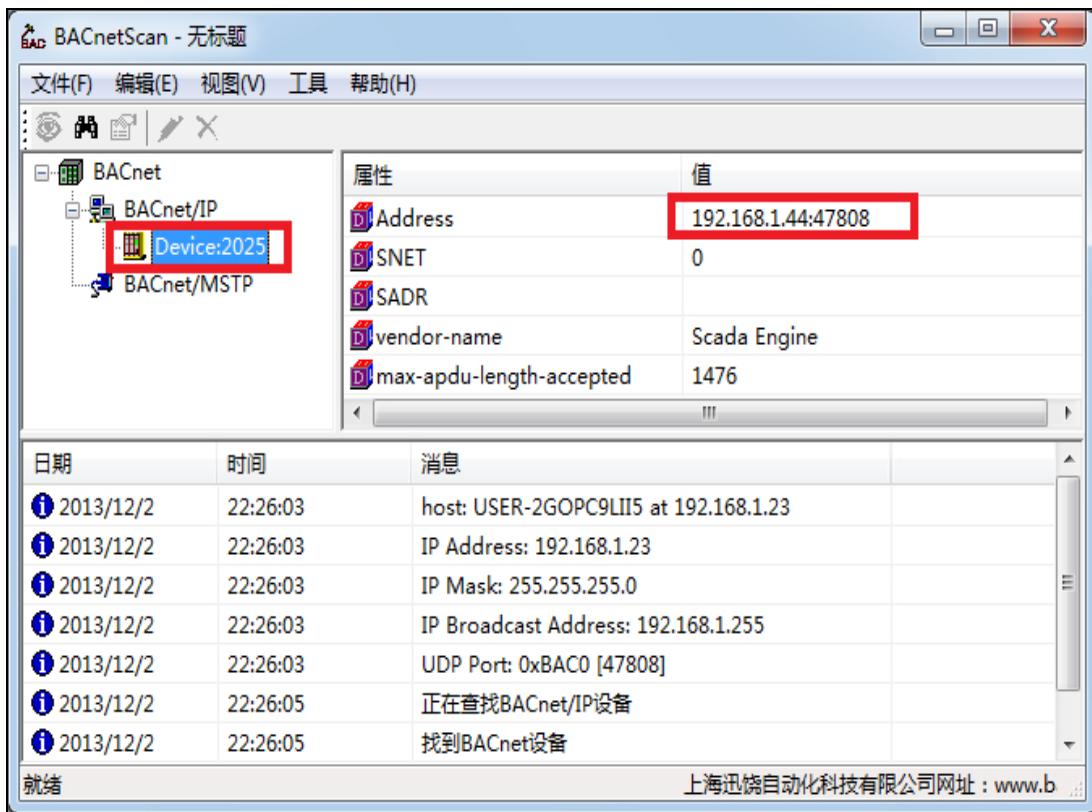 BACnetScan - 无标题
文件(F) 编辑(E) 视图(V) 工具 帮助(H)
BACnet
BACnet/IP
Device:2025
BACnet/MSTP
属性 值
Address 192.168.1.44:47808
SNET 0
SADR
vendor-name Scada Engine
max-apdu-length-accepted 1476
日期 时间 消息
2013/12/2 22:26:03 host: USER-2GOPC9LII5 at 192.168.1.23
2013/12/2 22:26:03 IP Address: 192.168.1.23
2013/12/2 22:26:03 IP Mask: 255.255.255.0
2013/12/2 22:26:03 IP Broadcast Address: 192.168.1.255
2013/12/2 22:26:03 UDP Port: 0xBAC0 [47808]
2013/12/2 22:26:05 正在查找BACnet/IP设备
2013/12/2 22:26:05 找到BACnet设备
就绪 上海迅饶自动化科技有限公司网址：www.b